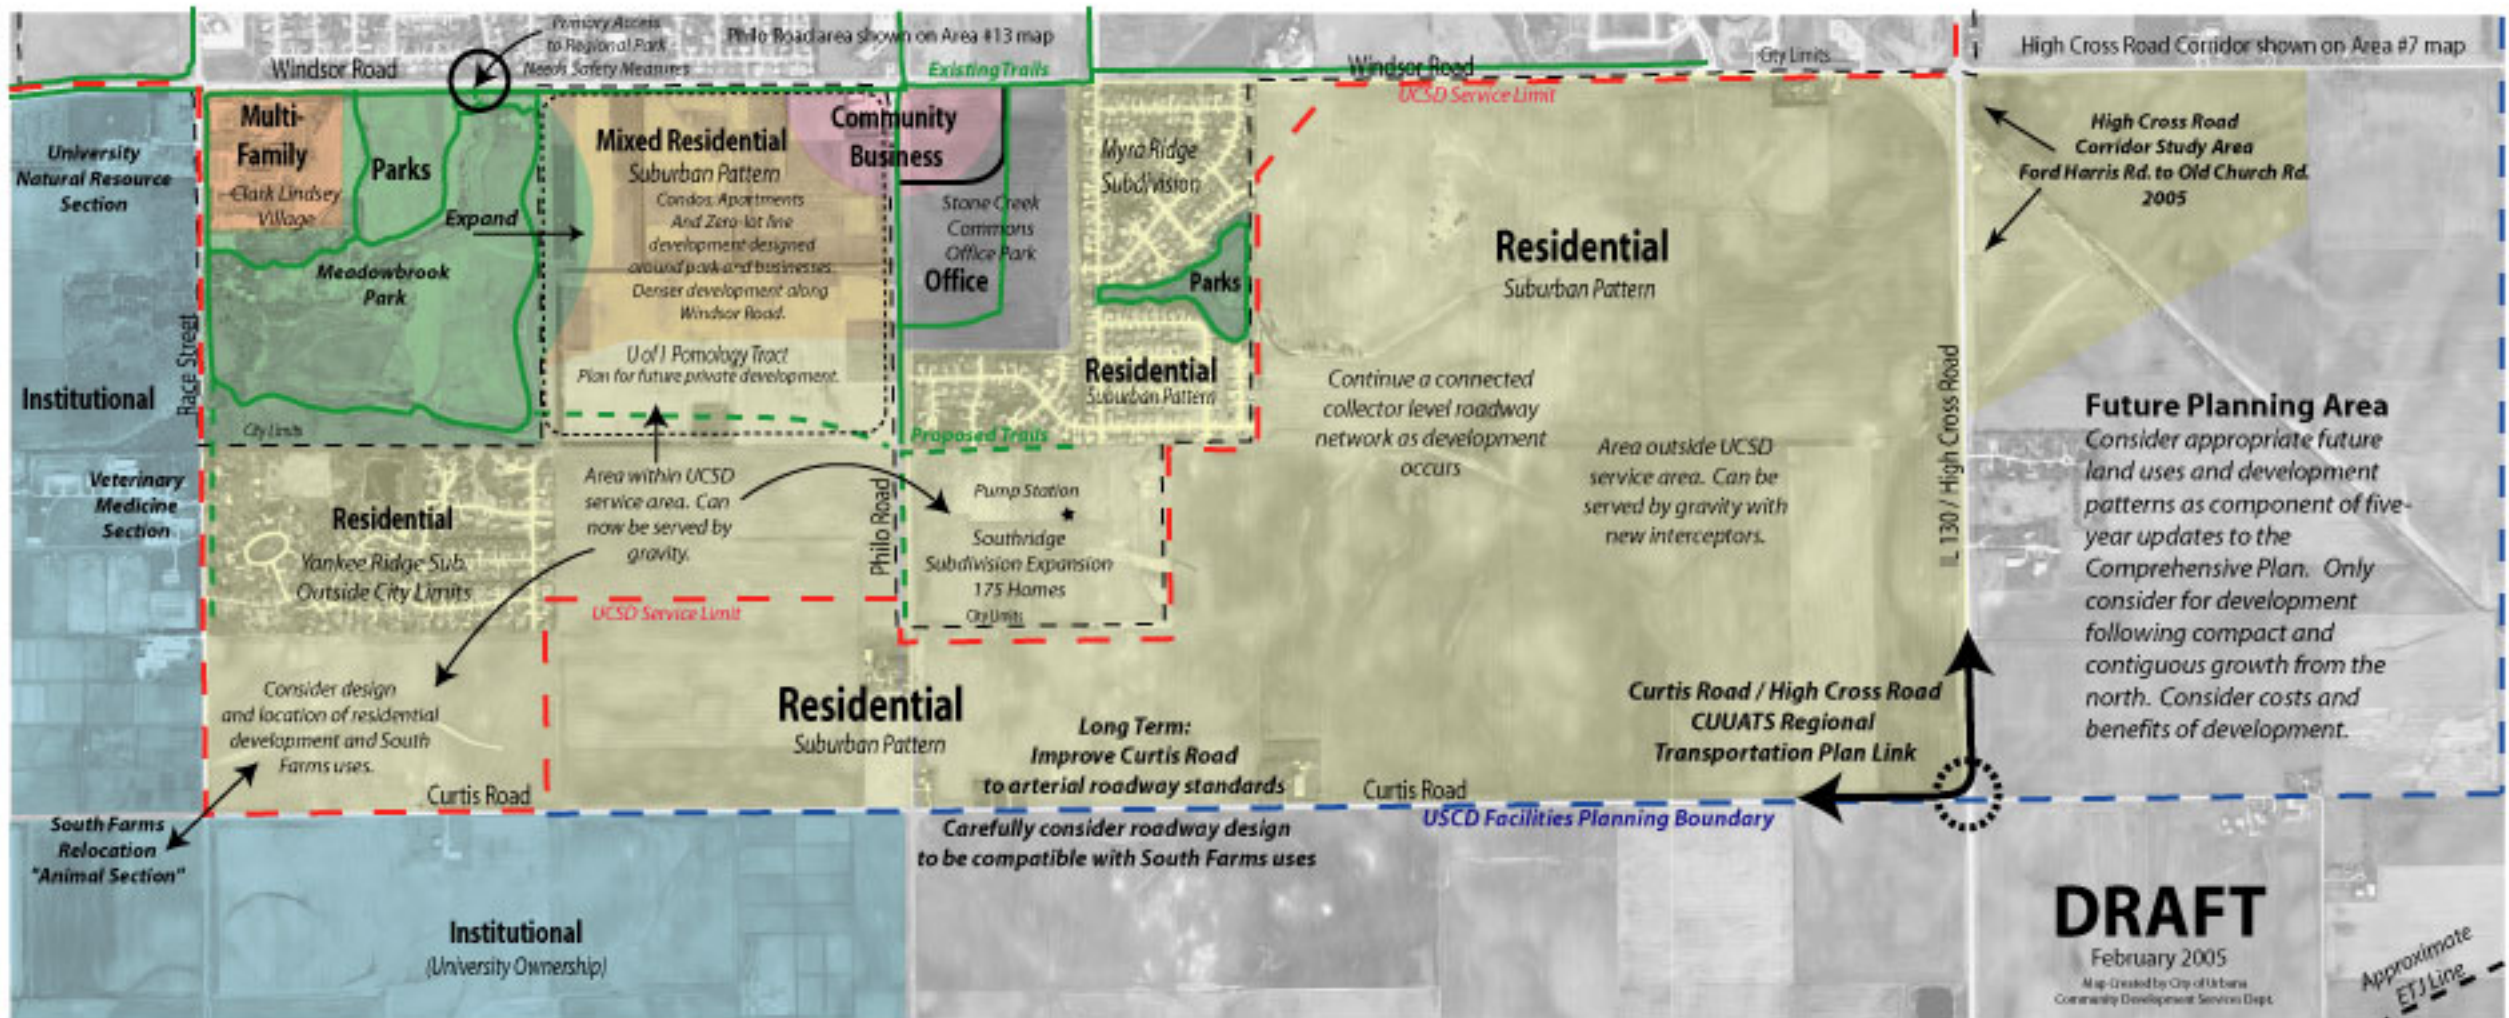 Primary Access
to Regional Park
Needs Safety Measures
Philo Road area shown on Area #13 map
Windsor Road
Existing Trails
Windsor Road
City Limits
UCSD Service Limit
High Cross Road Corridor shown on Area #7 map
University
Natural Resource
Section
Multi-
Family
Clark Lindsey
Village
Parks
Expand
Meadowbrook
Park
Mixed Residential
Suburban Pattern
Condos, Apartments
And Zero-lot line
development designed
around park and businesses.
Denser development along
Windsor Road.
Community
Business
Stone Creek
Commons
Office Park
Office
Myra Ridge
Subdivision
Parks
Residential
Suburban Pattern
Residential
Suburban Pattern
High Cross Road
Corridor Study Area
Ford Harris Rd. to Old Church Rd.
2005
Race Street
Institutional
City Limits
U of I Pomology Tract
Plan for future private development.
Proposed Trails
Continue a connected
collector level roadway
network as development
occurs
Area outside UCSD
service area. Can be
served by gravity with
new interceptors.
IL 130 / High Cross Road
Future Planning Area
Consider appropriate future
land uses and development
patterns as component of five-
year updates to the
Comprehensive Plan. Only
consider for development
following compact and
contiguous growth from the
north. Consider costs and
benefits of development.
Veterinary
Medicine
Section
Residential
Yankee Ridge Sub.
Outside City Limits
Area within UCSD
service area. Can
now be served by
gravity.
Philo Road
Pump Station
Southridge
Subdivision Expansion
175 Homes
City Limits
UCSD Service Limit
Consider design
and location of residential
development and South
Farms uses.
Residential
Suburban Pattern
Long Term:
Improve Curtis Road
to arterial roadway standards
Curtis Road / High Cross Road
CUUATS Regional
Transportation Plan Link
Curtis Road
Curtis Road
USCD Facilities Planning Boundary
South Farms
Relocation
"Animal Section"
Carefully consider roadway design
to be compatible with South Farms uses
Institutional
(University Ownership)
DRAFT
February 2005
Map Created by City of Urbana
Community Development Services Dept.
Approximate
ETJ Line